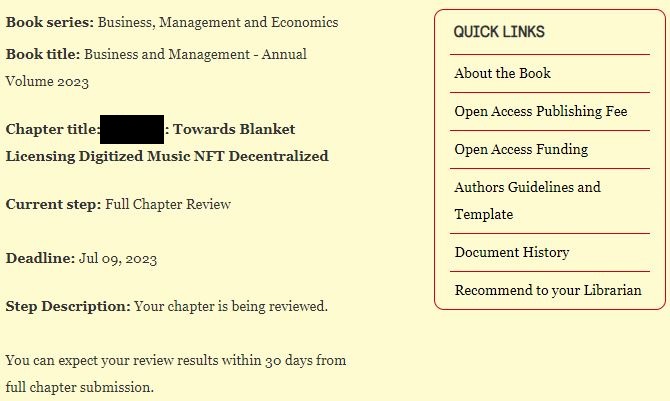 Book series: Business, Management and Economics
Book title: Business and Management - Annual
Volume 2023
Chapter title: : Towards Blanket
Licensing Digitized Music NFT Decentralized
Current step: Full Chapter Review
Deadline: Jul 09, 2023
Step Description: Your chapter is being reviewed.
You can expect your review results within 30 days from
full chapter submission.
QUICK LINKS
About the Book
Open Access Publishing Fee
Open Access Funding
Authors Guidelines and
Template
Document History
Recommend to your Librarian